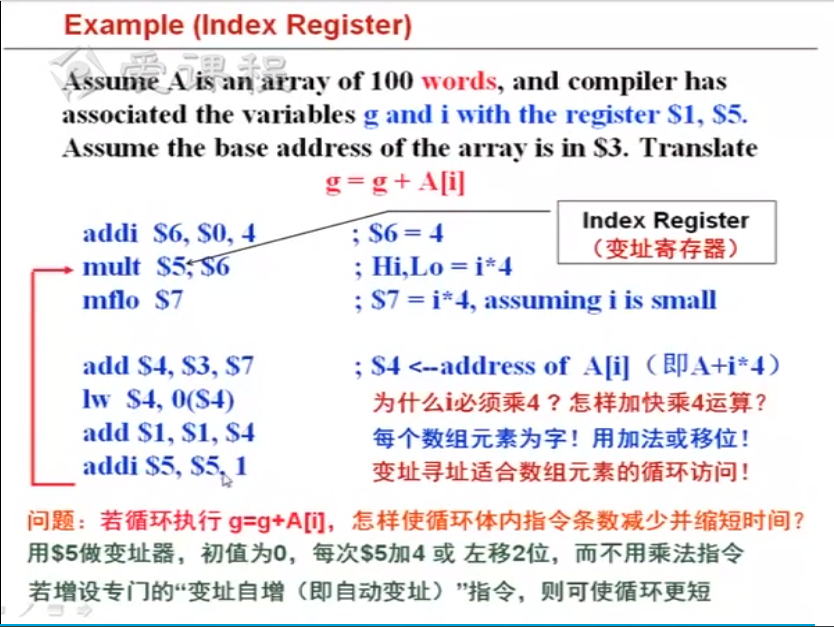 Example (Index Register)
爱课程
Assume A is an array of 100 words, and compiler has
associated the variables g and i with the register $1, $5.
Assume the base address of the array is in $3. Translate
g = g + A[i]
Index Register
（变址寄存器）
addi $6, $0, 4 ; $6 = 4
mult $5, $6 ; Hi,Lo = i*4
mflo $7 ; $7 = i*4, assuming i is small
add $4, $3, $7 ; $4 <--address of A[i]（即A+i*4）
lw $4, 0($4) 为什么i必须乘4？怎样加快乘4运算？
add $1, $1, $4 每个数组元素为字！用加法或移位！
addi $5, $5, 1 变址寻址适合数组元素的循环访问！
问题：若循环执行 g=g+A[i]，怎样使循环体内指令条数减少并缩短时间？
用$5做变址器，初值为0，每次$5加4 或 左移2位，而不用乘法指令
若增设专门的“变址自增（即自动变址）”指令，则可使循环更短